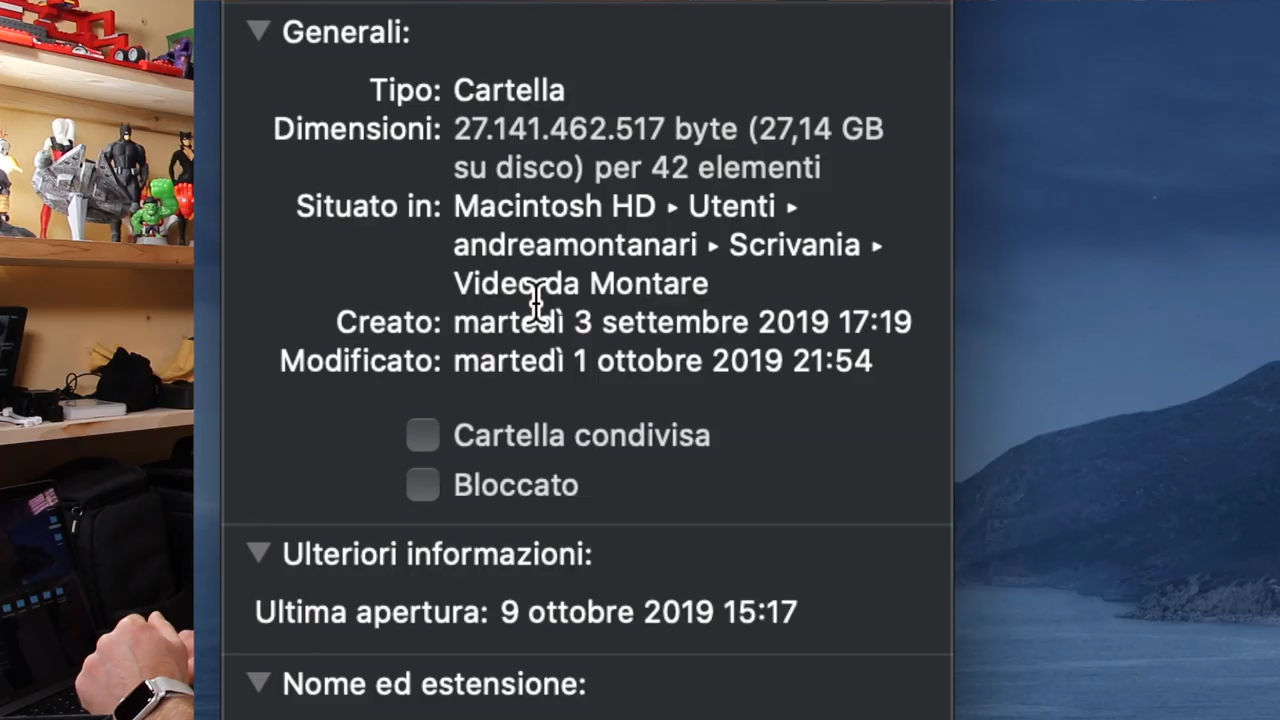 Generali:
Tipo: Cartella
Dimensioni: 27.141.462.517 byte (27,14 GB
su disco) per 42 elementi
Situato in: Macintosh HD ▸ Utenti ▸
andreamontanari ▸ Scrivania ▸
Video da Montare
Creato: martedì 3 settembre 2019 17:19
Modificato: martedì 1 ottobre 2019 21:54
Cartella condivisa
Bloccato
Ulteriori informazioni:
Ultima apertura: 9 ottobre 2019 15:17
Nome ed estensione: